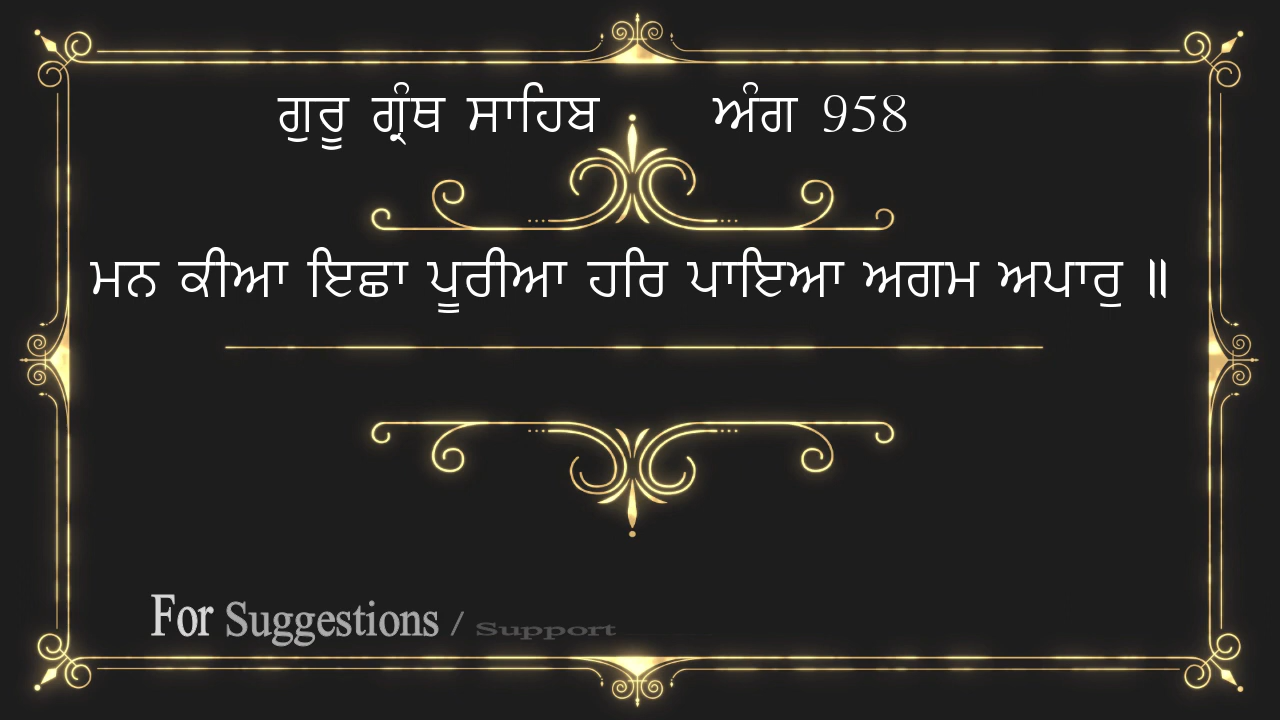 ਗੁਰੂ ਗ੍ਰੰਥ ਸਾਹਿਬ ਅੰਗ 958
ਮਨ ਕੀਆ ਇਛਾ ਪੂਰੀਆ ਹਰਿ ਪਾਇਆ ਅਗਮ ਅਪਾਰੁ ॥
For Suggestions / Support